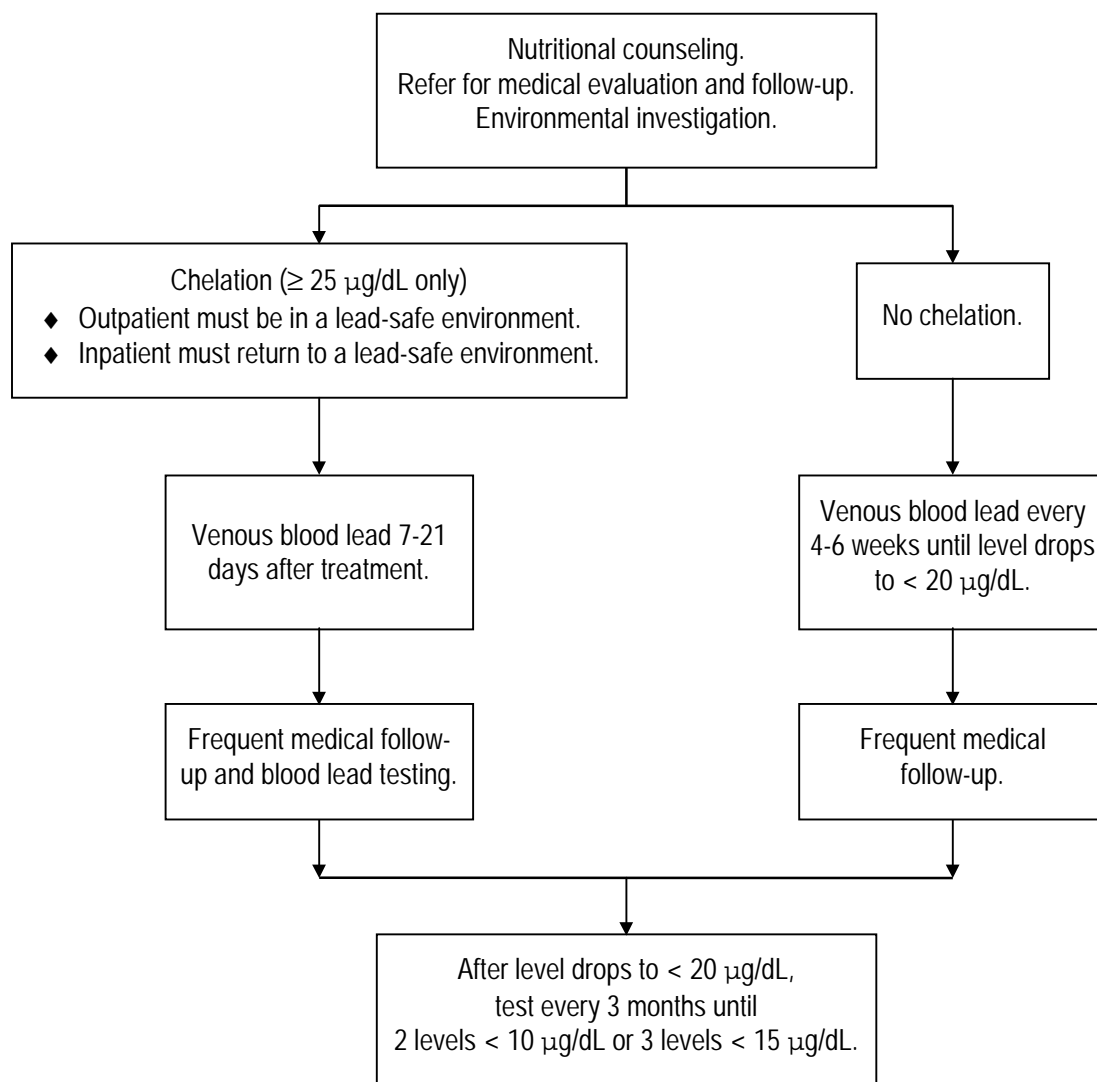 Nutritional counseling.
Refer for medical evaluation and follow-up.
Environmental investigation.
Chelation (≥ 25 μg/dL only)
♦ Outpatient must be in a lead-safe environment.
♦ Inpatient must return to a lead-safe environment.
No chelation.
Venous blood lead 7-21
days after treatment.
Venous blood lead every
4-6 weeks until level drops
to < 20 μg/dL.
Frequent medical follow-
up and blood lead testing.
Frequent medical
follow-up.
After level drops to < 20 μg/dL,
test every 3 months until
2 levels < 10 μg/dL or 3 levels < 15 μg/dL.